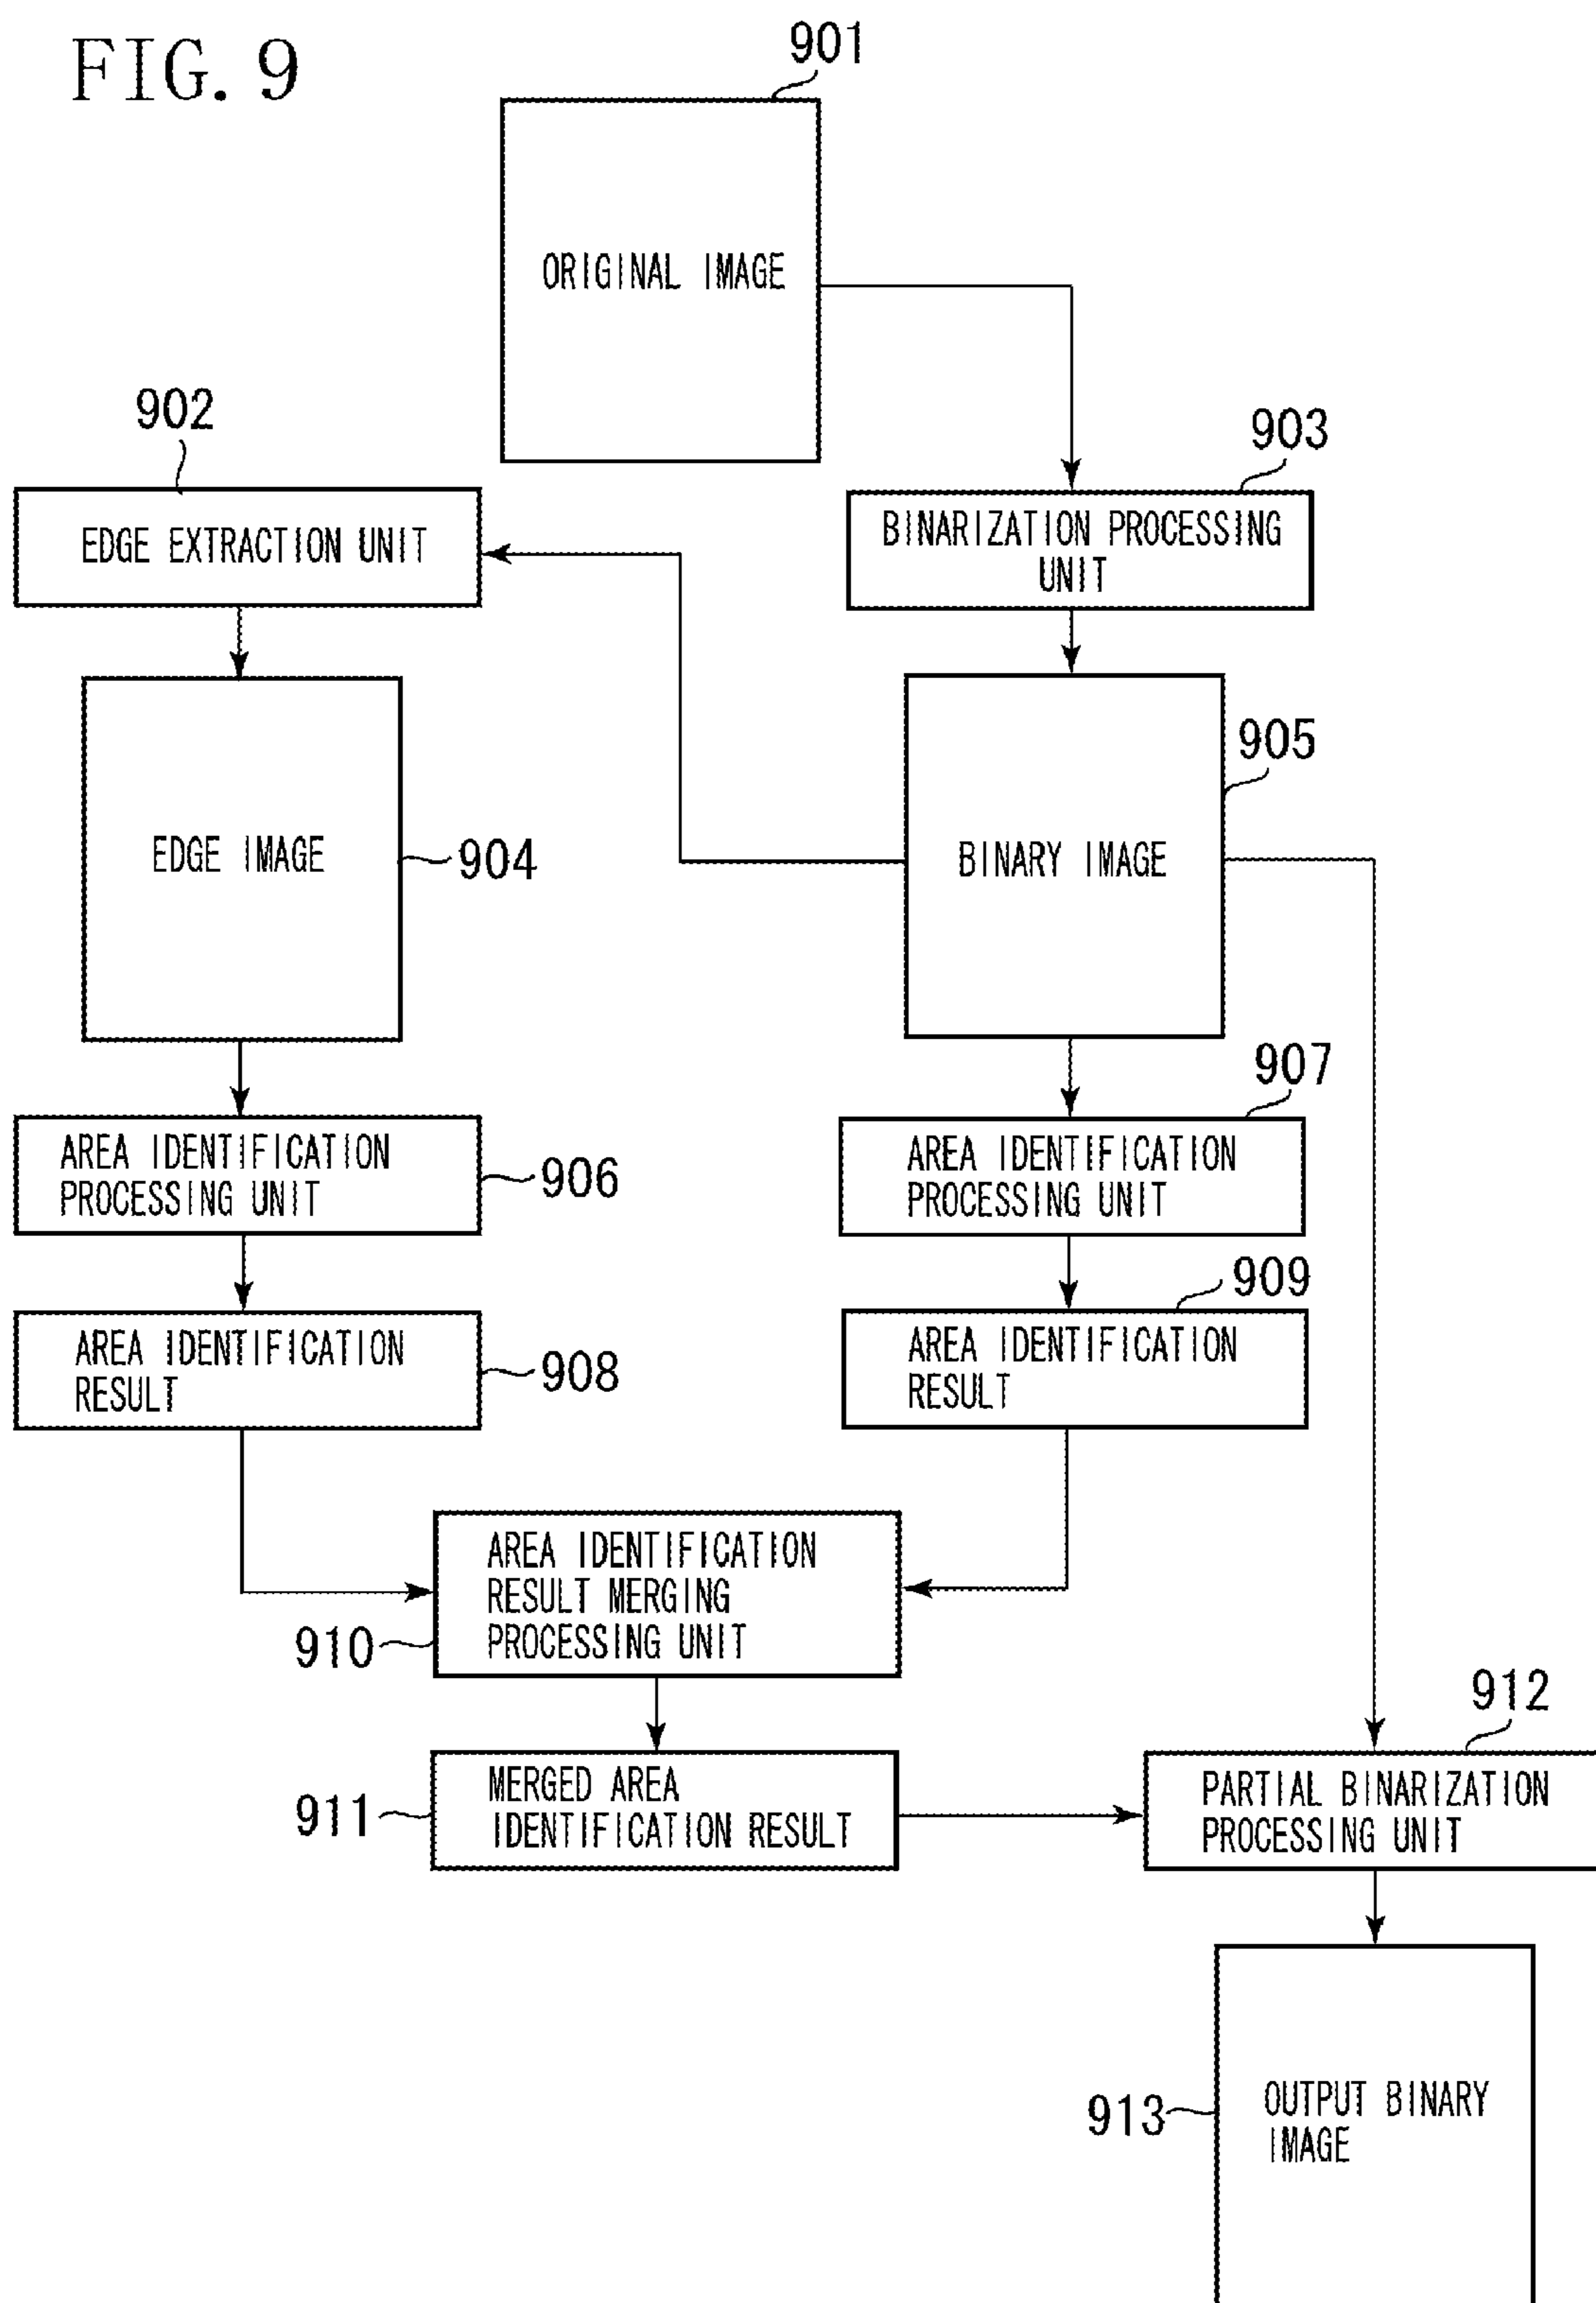 FIG. 9
901
ORIGINAL IMAGE
902
903
EDGE EXTRACTION UNIT
BINARIZATION PROCESSING
UNIT
905
EDGE IMAGE
904
BINARY IMAGE
907
AREA IDENTIFICATION
PROCESSING UNIT
906
AREA IDENTIFICATION
PROCESSING UNIT
909
AREA IDENTIFICATION
RESULT
908
AREA IDENTIFICATION
RESULT
AREA IDENTIFICATION
RESULT MERGING
PROCESSING UNIT
910
912
MERGED AREA
IDENTIFICATION RESULT
911
PARTIAL BINARIZATION
PROCESSING UNIT
913
OUTPUT BINARY
IMAGE